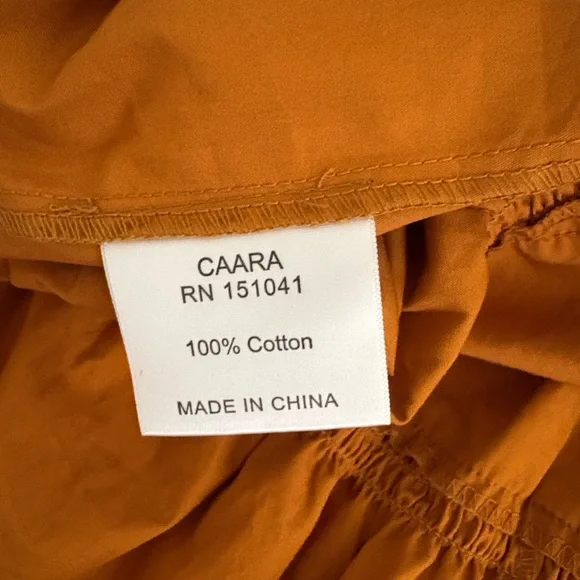 CAARA
RN 151041
100% Cotton
MADE IN CHINA